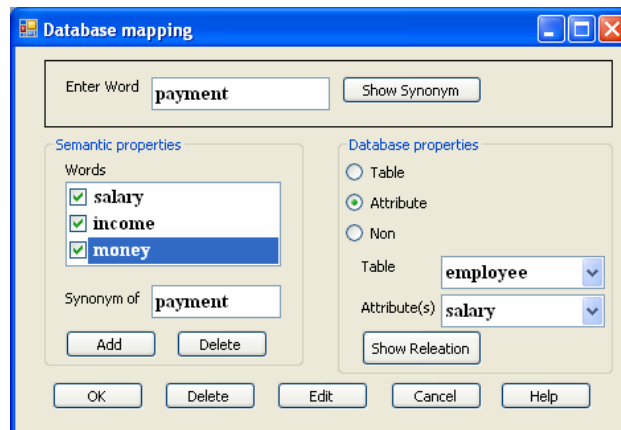 Database mapping
Enter Word payment Show Synonym
Semantic properties
Words
salary
income
money
Synonym of payment
Add Delete
Database properties
Table
Attribute
Non
Table employee
Attribute(s) salary
Show Releation
OK Delete Edit Cancel Help